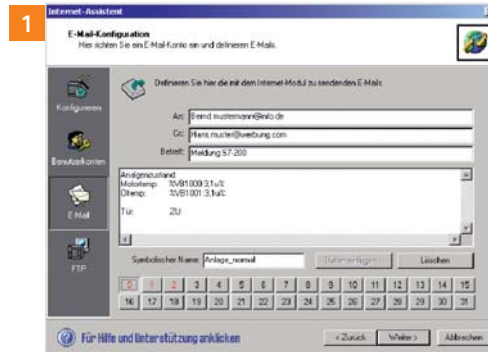 1
Internet-Assistent
E-Mail-Konfiguration
Hier richten Sie ein E-Mail-Konto ein und definieren E-Mails.
Definieren Sie hier die mit dem Internet-Modul zu sendenden E-Mails.
Konfigurieren
Benutzerkonten
E-Mail
FTP
An: Bernd.mustermann@info.de
Cc: Hans.muster@werbung.com
Betreff: Meldung S7-200
Anlgenzustand
Motortemp: %VB1000:3,1u%
Öltemp: %VB1001:3,1u%
Tür: ZU
Symbolischer Name: Anlage_normal
Daten einfügen
Löschen
0 1 2 3 4 5 6 7 8 9 10 11 12 13 14 15
16 17 18 19 20 21 22 23 24 25 26 27 28 29 30 31
Für Hilfe und Unterstützung anklicken
< Zurück
Weiter >
Abbrechen